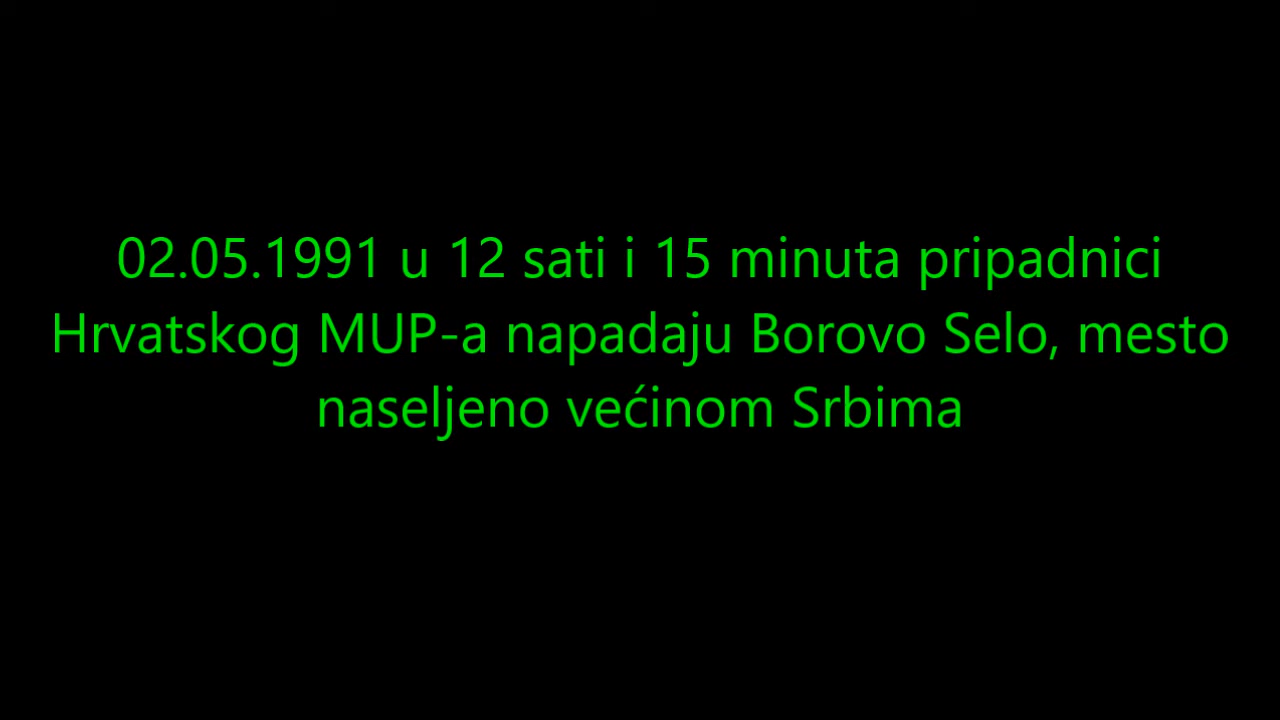 02.05.1991 u 12 sati i 15 minuta pripadnici
Hrvatskog MUP-a napadaju Borovo Selo, mesto
naseljeno većinom Srbima